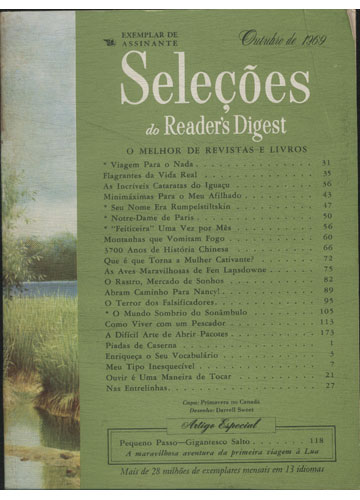 EXEMPLAR DE
ASSINANTE
Outubro de 1969
Seleções
do Reader's Digest
O MELHOR DE REVISTAS E LIVROS
* Viagem Para o Nada . . . 31
Flagrantes da Vida Real . . . 35
As Incríveis Cataratas do Iguaçu . . . 36
Minimáximas Para o Meu Afilhado . . . 43
* Seu Nome Era Rumpelstiltskin . . . 47
* Notre-Dame de Paris . . . 50
* "Feiticeira" Uma Vez por Mês . . . 56
Montanhas que Vomitam Fogo . . . 60
5700 Anos de História Chinesa . . . 66
Que é que Torna a Mulher Cativante? . . . 72
As Aves Maravilhosas de Fen Lansdowne . . . 75
O Rastro, Mercado de Sonhos . . . 82
Abram Caminho Para Nancy! . . . 89
O Terror dos Falsificadores . . . 95
* O Mundo Sombrio do Sonâmbulo . . . 105
Como Viver com um Pescador . . . 113
A Difícil Arte de Abrir Pacotes . . . 173
Piadas de Caserna . . . 1
Enriqueça o Seu Vocabulário . . . 5
Meu Tipo Inesquecível . . . 7
Ouvir é Uma Maneira de Tocar . . . 21
Nas Entrelinhas . . . 27
Capa: Primavera no Canadá
Desenho: Darrell Sweet
Artigo Especial
Pequeno Passo—Gigantesco Salto . . . 118
A maravilhosa aventura da primeira viagem à Lua
Mais de 28 milhões de exemplares mensais em 13 idiomas